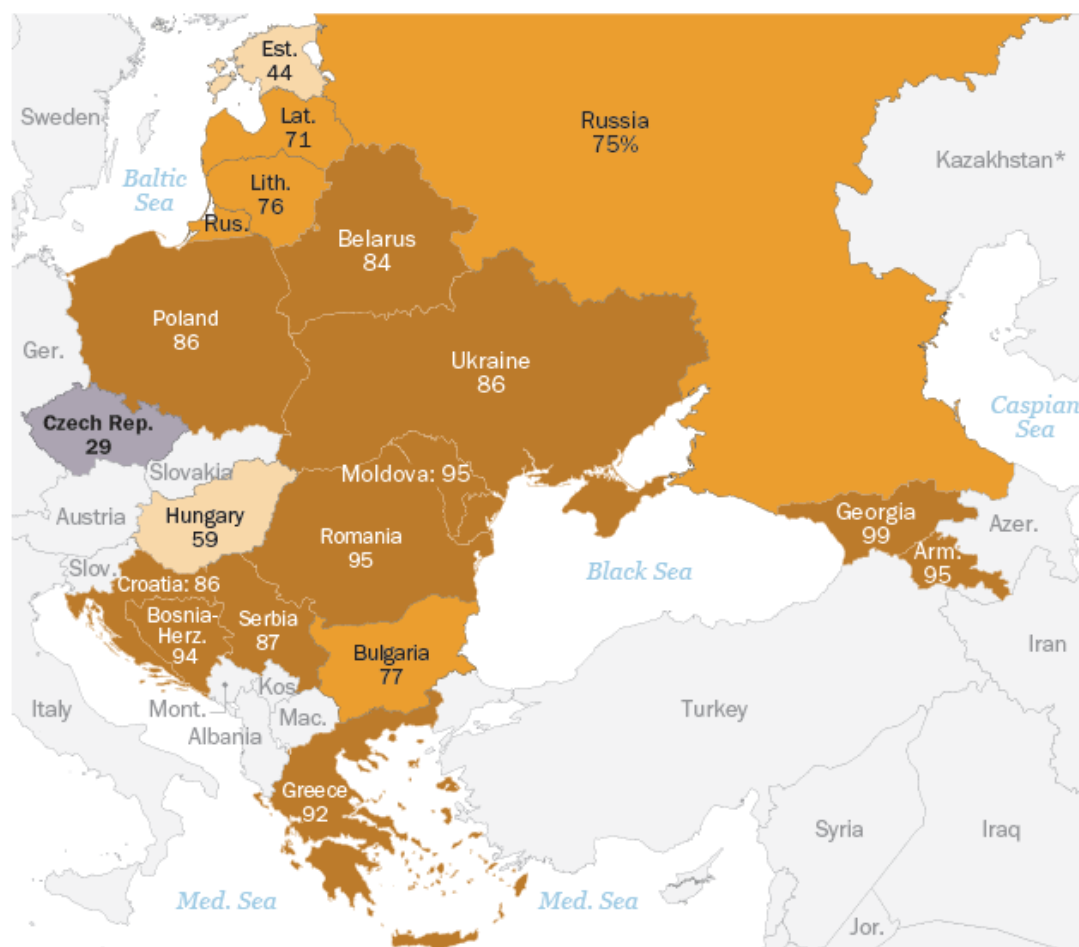 Est.
44
Sweden
Lat.
71
Russia
75%
Kazakhstan*
Baltic
Sea
Lith.
76
Rus.
Belarus
84
Poland
86
Ger.
Ukraine
86
Caspian
Sea
Czech Rep.
29
Slovakia
Moldova: 95
Austria
Hungary
59
Romania
95
Georgia
99
Azer.
Arm.
95
Slov.
Croatia: 86
Black Sea
Bosnia-
Herz.
94
Serbia
87
Bulgaria
77
Iran
Kos.
Italy
Mont.
Mac.
Turkey
Albania
Greece
92
Syria
Iraq
Med. Sea
Med. Sea
Jor.